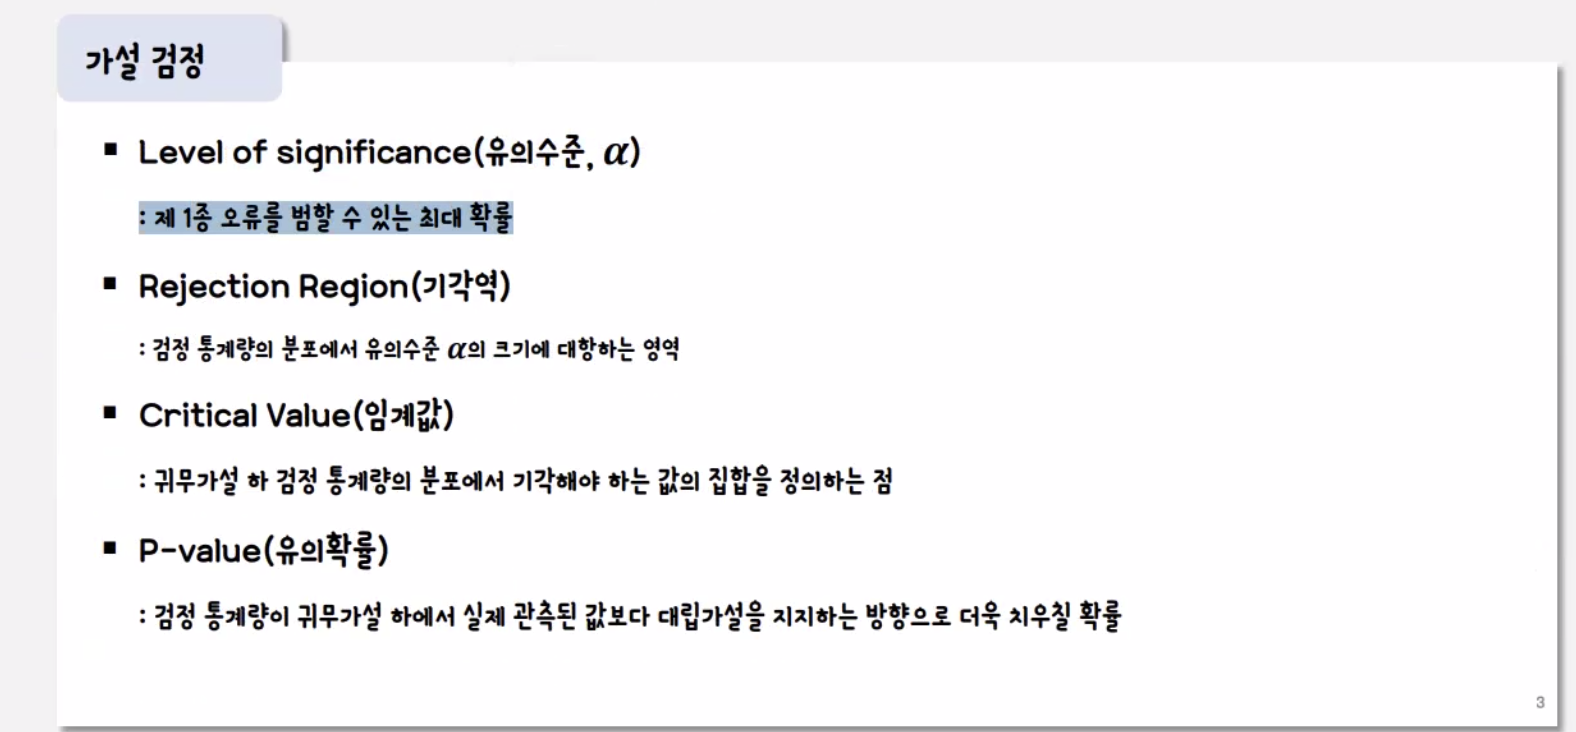 가설 검정
▪ Level of significance(유의수준, α)
: 제 1종 오류를 범할 수 있는 최대 확률
▪ Rejection Region(기각역)
: 검정 통계량의 분포에서 유의수준 α의 크기에 대항하는 영역
▪ Critical Value(임계값)
: 귀무가설 하 검정 통계량의 분포에서 기각해야 하는 값의 집합을 정의하는 점
▪ P-value(유의확률)
: 검정 통계량이 귀무가설 하에서 실제 관측된 값보다 대립가설을 지지하는 방향으로 더욱 치우칠 확률
3